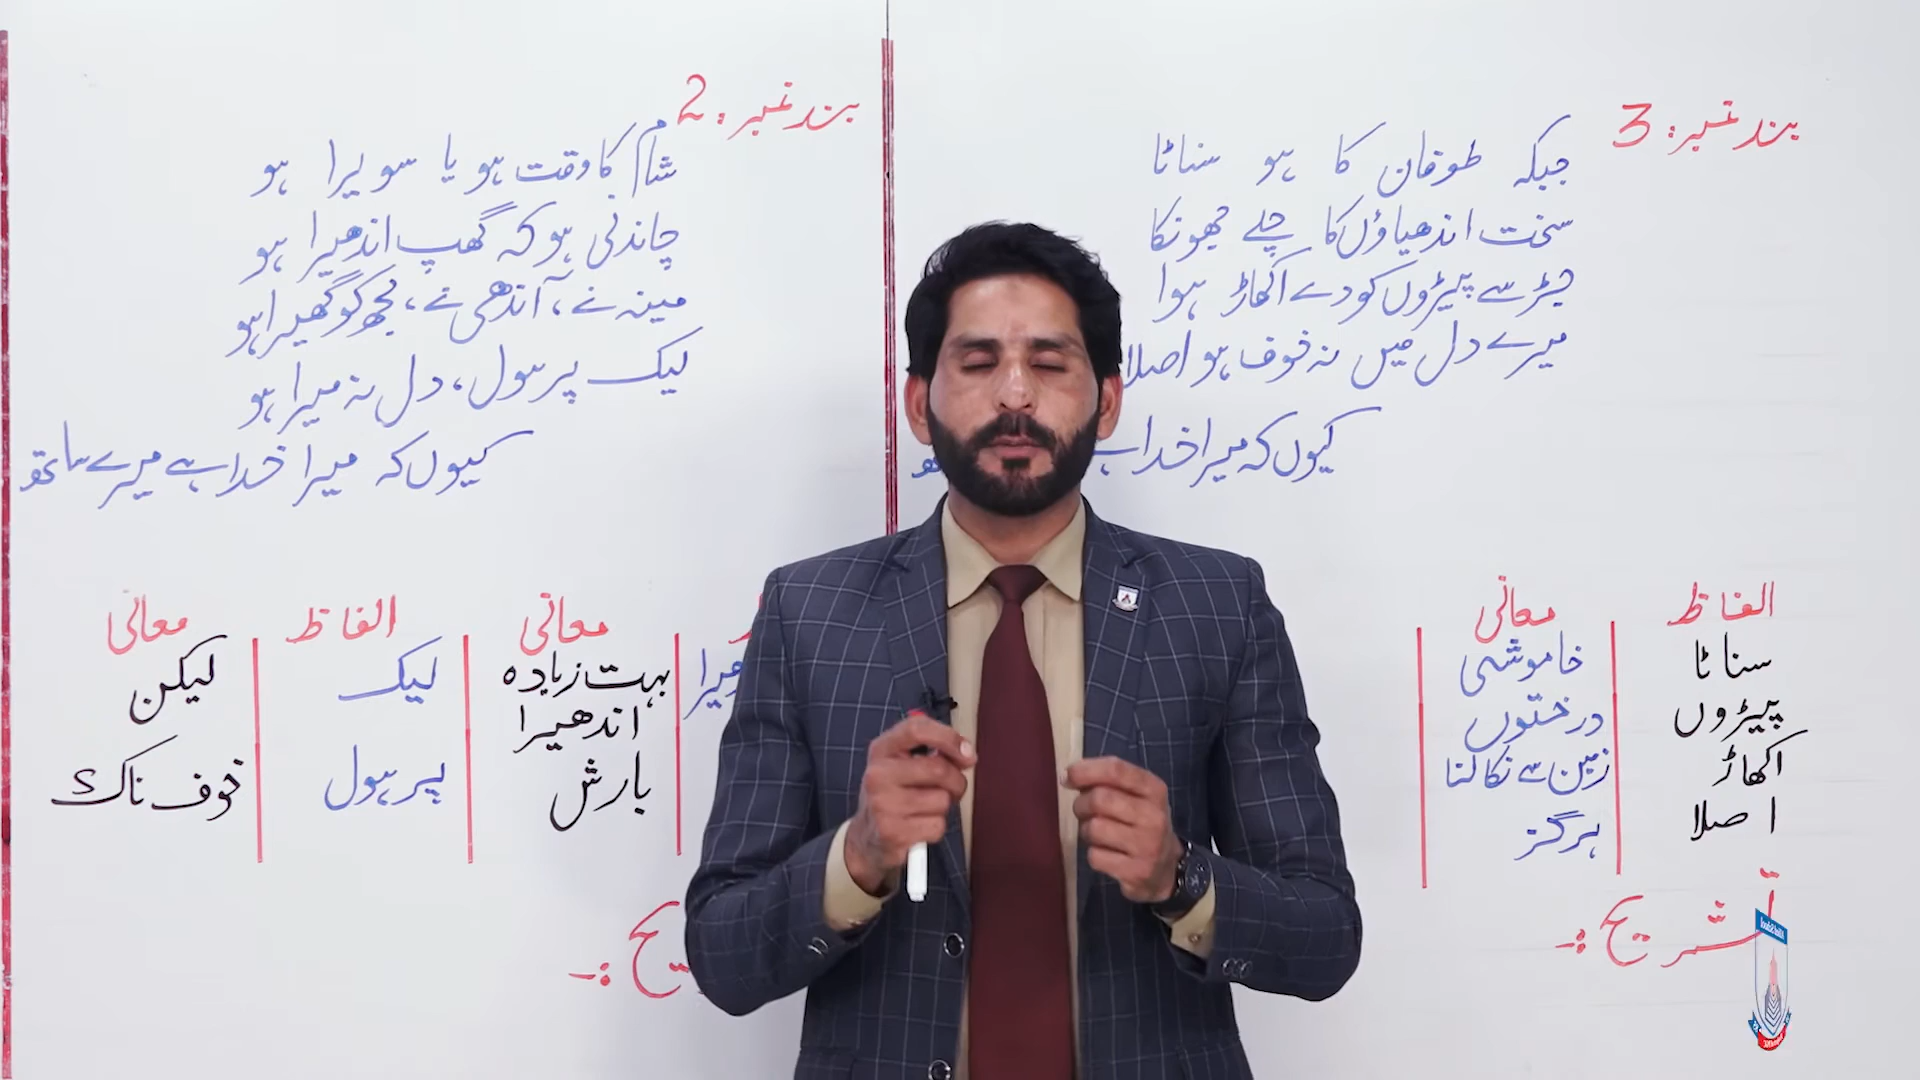 بند نمبر: 3
جبکہ طوفان کا ہو سناٹا
سخت اندھیاؤں کا چلے جھونکا
جڑ سے پیڑوں کو دے اکھاڑ ہوا
میرے دل میں نہ خوف ہو اصلا
کیوں کہ میرا خدا ہے
الفاظ معانی
سناٹا خاموشی
پیڑوں درختوں
اکھاڑ زمین سے نکالنا
اصلا ہرگز
تشریح :-
بند نمبر: 2
شام کا وقت ہو یا سویرا ہو
چاندنی ہو کہ گھپ اندھیرا ہو
مینہ نے، آندھی نے، مجھ کو گھیرا ہو
لیک پر ہول، دل نہ میرا ہو
کیوں کہ میرا خدا ہے میرے ساتھ
معانی الفاظ معانی
بہت زیادہ لیک لیکن
اندھیرا
بارش پر ہول خوف ناک